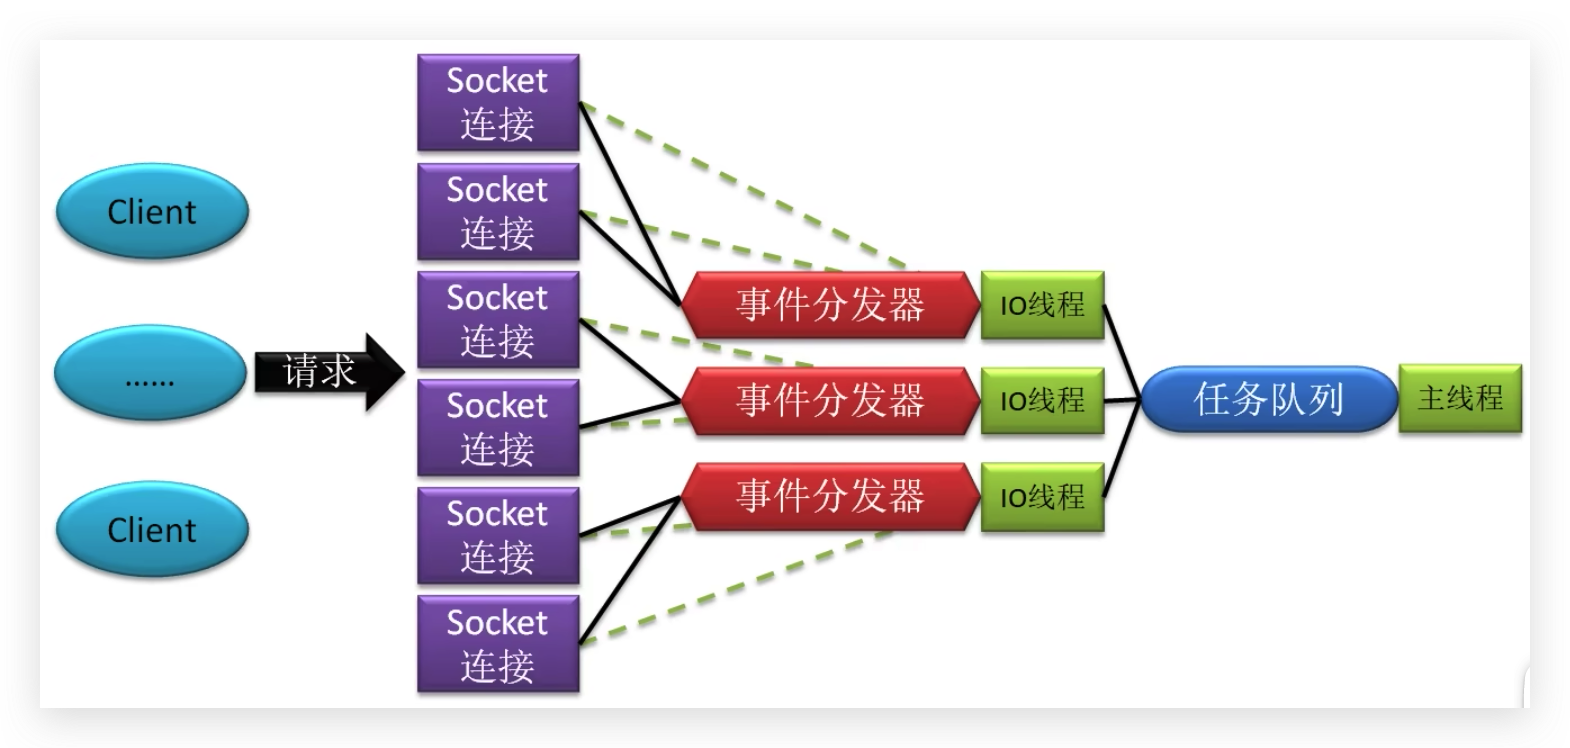 Client
……
Client
请求
Socket
连接
Socket
连接
Socket
连接
Socket
连接
Socket
连接
Socket
连接
事件分发器
IO线程
事件分发器
IO线程
事件分发器
IO线程
任务队列
主线程